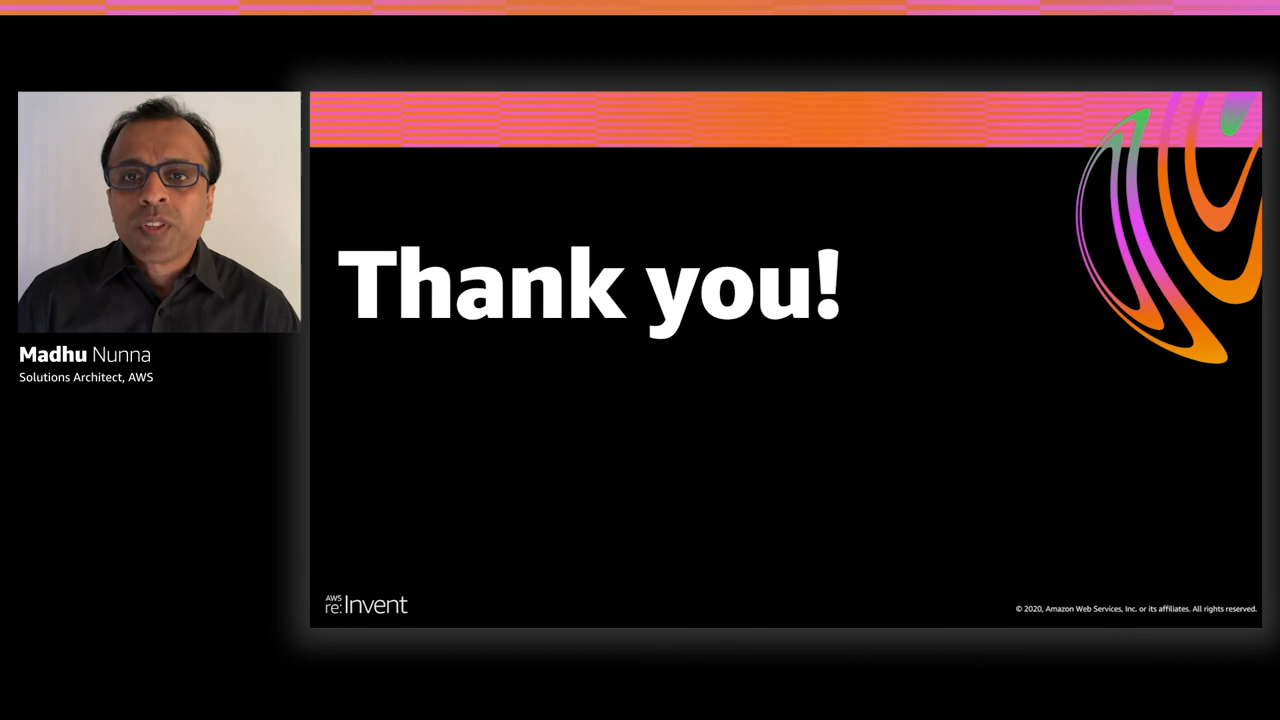 Thank you!
Madhu Nunna
Solutions Architect, AWS
AWS
re:Invent
© 2020, Amazon Web Services, Inc. or its affiliates. All rights reserved.